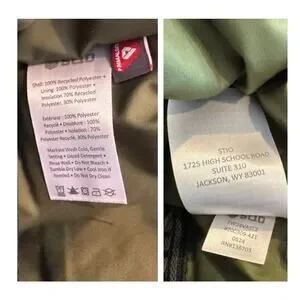 STIO
Shell: 100% Recycled Polyester •
Lining: 100% Polyester •
Insulation 70% Recycled
Polyester, 30% Polyester
Extérieur : 100% Polyester
Recyclé • Doublure : 100%
Polyester • Isolation : 70%
Polyester Recyclé, 30%
Polyester
Machine Wash Cold, Gentle
Setting • Liquid Detergent •
Rinse Well • Do Not Bleach •
Tumble Dry Low • Cool Iron If
Needed • Do Not Dry Clean
PRIMALOFT
STIO
1725 HIGH SCHOOL ROAD
SUITE 310
JACKSON, WY 83001
STIO
0524